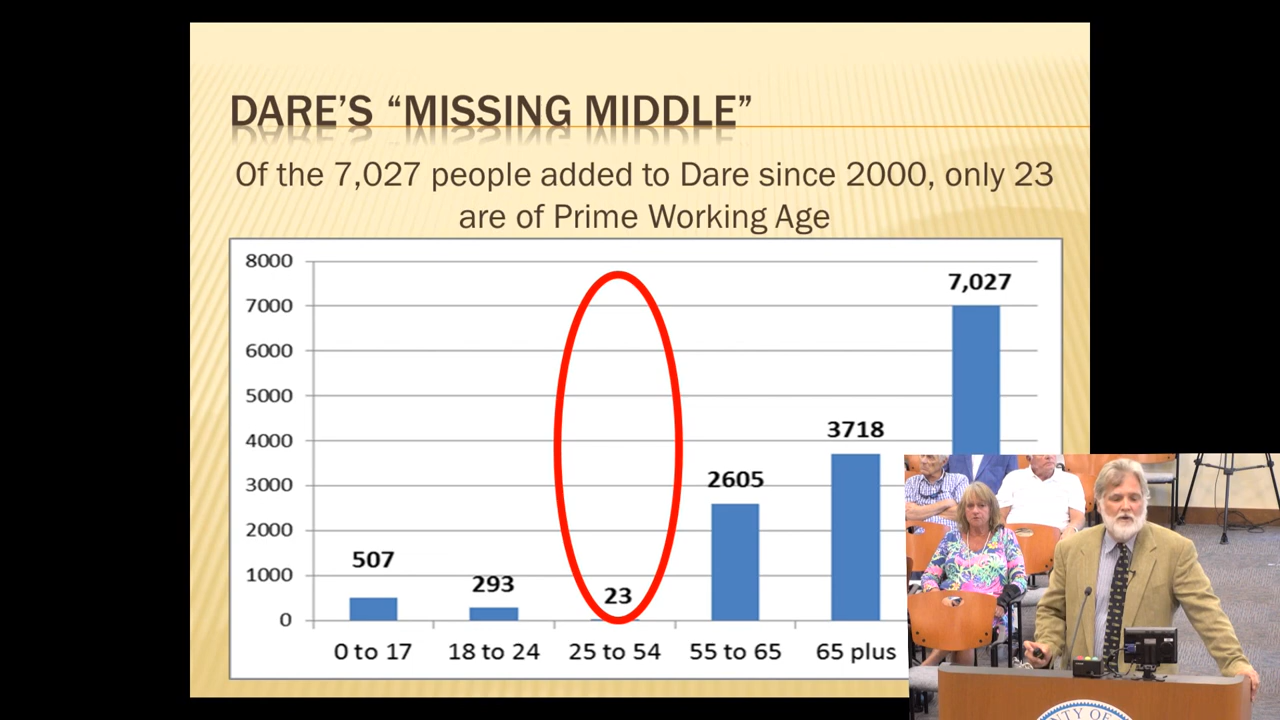 DARE'S “MISSING MIDDLE”
Of the 7,027 people added to Dare since 2000, only 23
are of Prime Working Age
8000
7000
6000
5000
4000
3000
2000
1000
0
507
293
23
2605
3718
7,027
0 to 17
18 to 24
25 to 54
55 to 65
65 plus
NTY OF